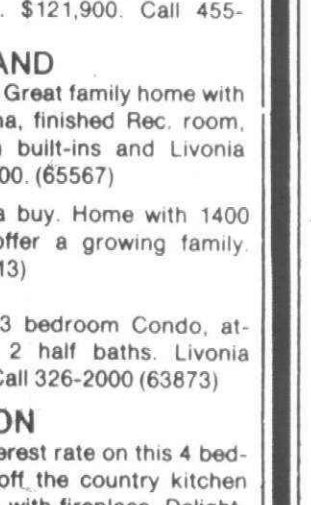 . $121,900. Call 455-
AND
Great family home with
na, finished Rec. room,
built-ins and Livonia
00. (65567)
a buy. Home with 1400
offer a growing family.
13)
3 bedroom Condo, at-
2 half baths. Livonia
Call 326-2000 (63873)
ON
erest rate on this 4 bed-
off the country kitchen
with fireplace. Delight-